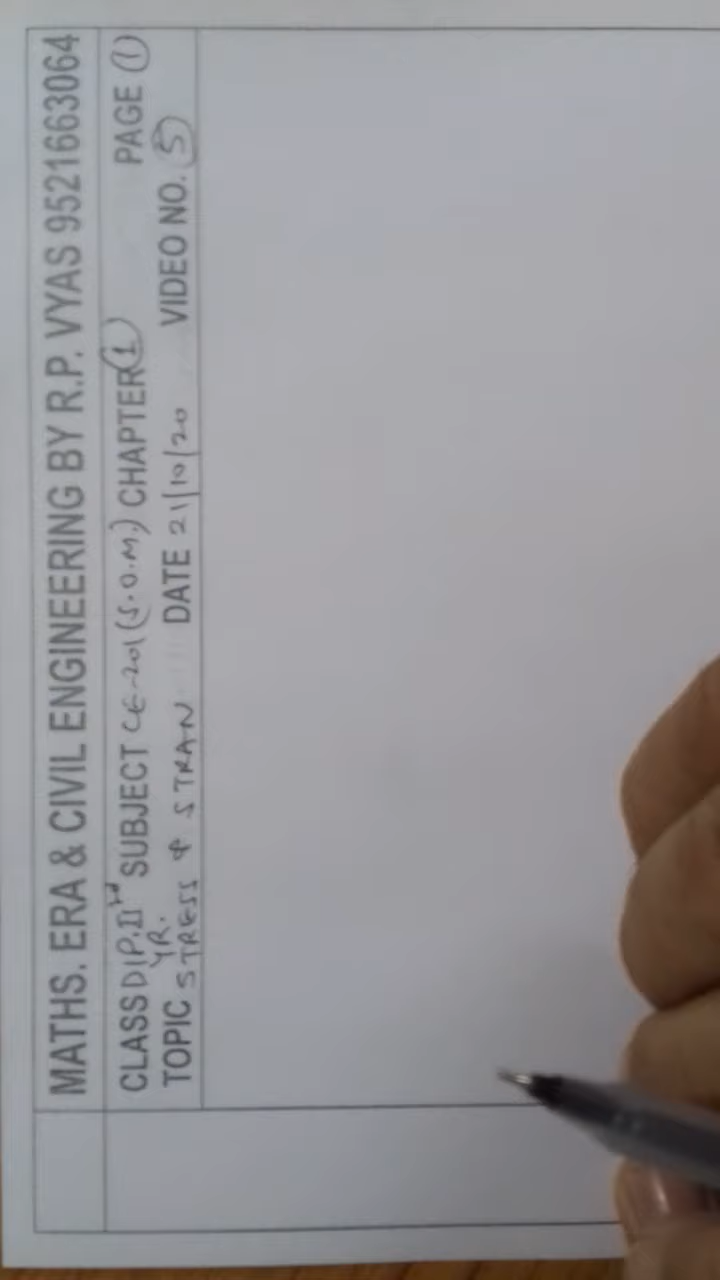 MATHS. ERA & CIVIL ENGINEERING BY R.P. VYAS 9521663064
CLASS DIP. IInd YR. SUBJECT CE-201 (S.O.M.) CHAPTER 1 PAGE 1
TOPIC STRESS & STRAN DATE 21/10/20 VIDEO NO. 5